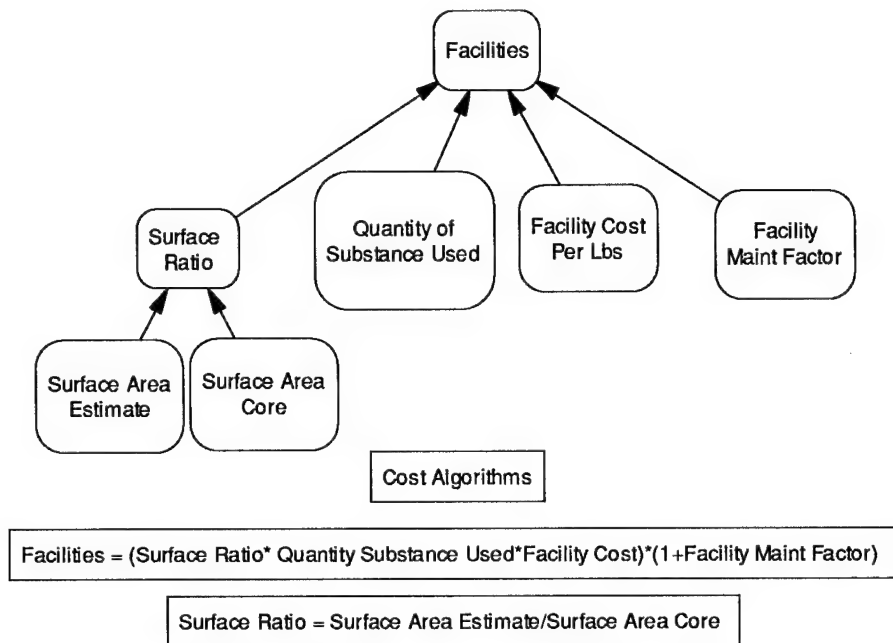 Facilities
Surface
Ratio
Quantity of
Substance Used
Facility Cost
Per Lbs
Facility
Maint Factor
Surface Area
Estimate
Surface Area
Core
Cost Algorithms
Facilities = (Surface Ratio* Quantity Substance Used*Facility Cost)*(1+Facility Maint Factor)
Surface Ratio = Surface Area Estimate/Surface Area Core